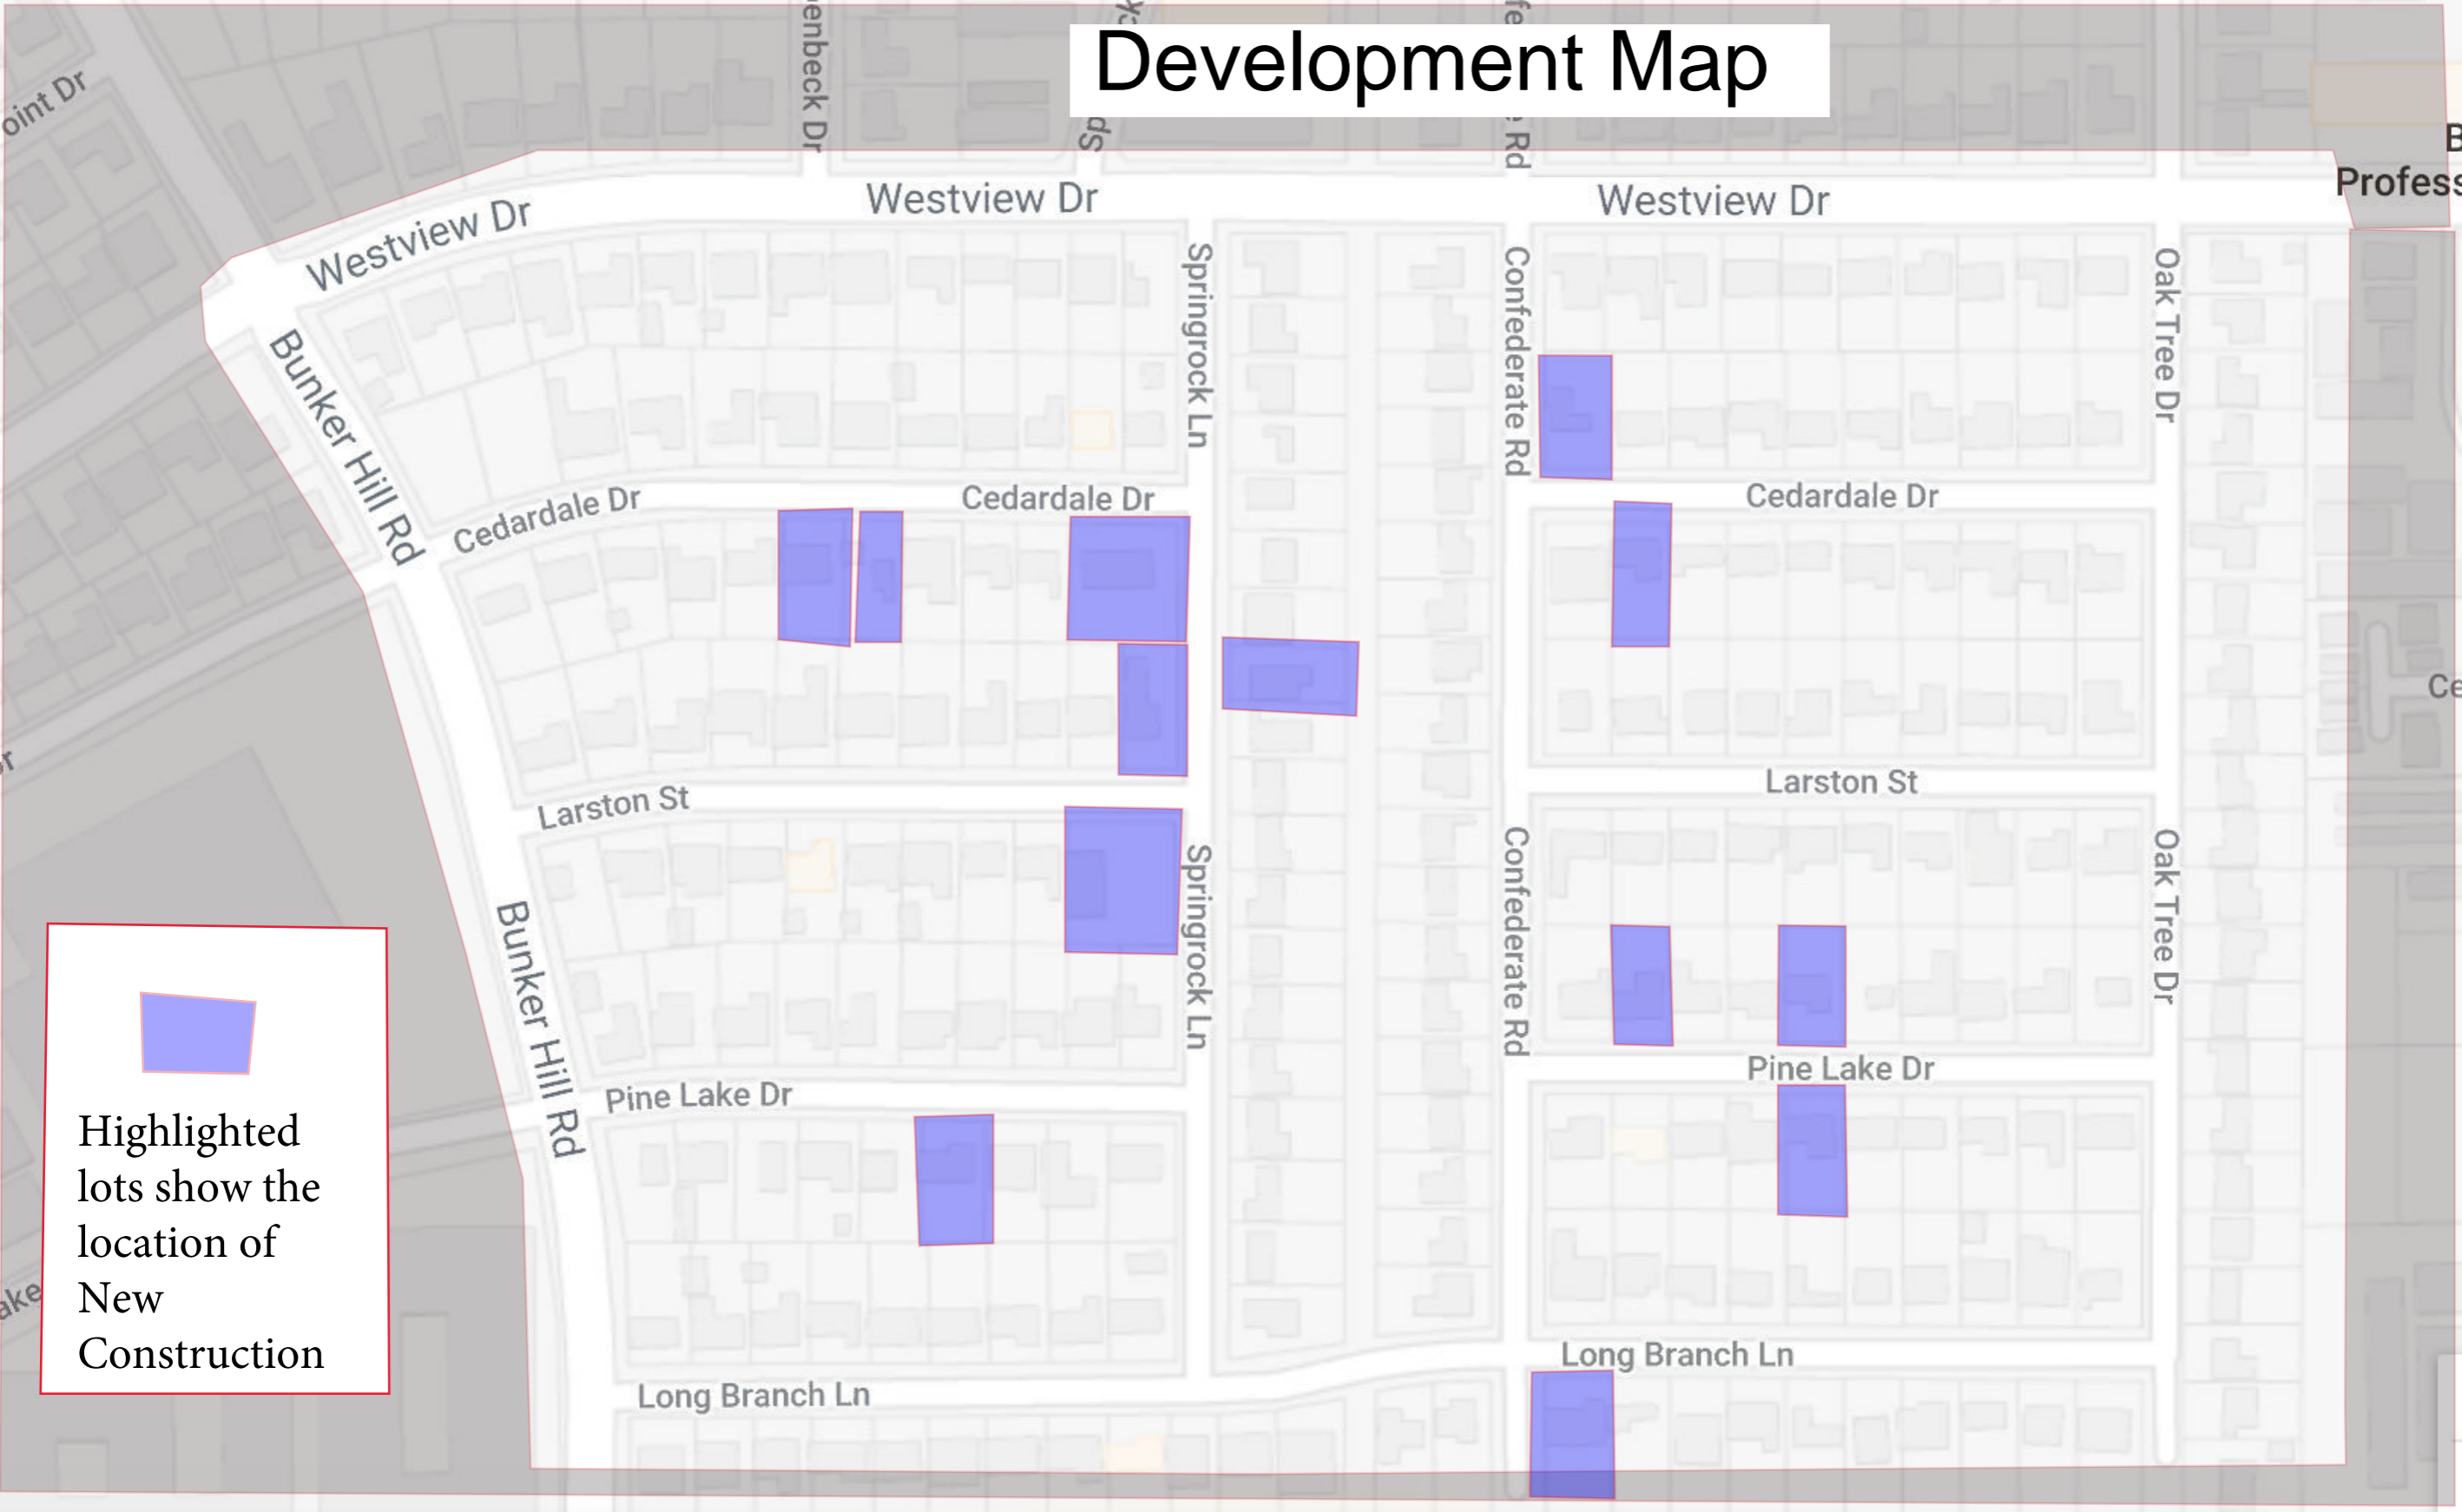 Development Map
Westview Dr
Westview Dr
Westview Dr
Springrock Ln
Confederate Rd
Oak Tree Dr
Bunker Hill Rd
Cedardale Dr
Cedardale Dr
Cedardale Dr
Larston St
Larston St
Springrock Ln
Confederate Rd
Oak Tree Dr
Bunker Hill Rd
Pine Lake Dr
Pine Lake Dr
Long Branch Ln
Long Branch Ln
Highlighted
lots show the
location of
New
Construction